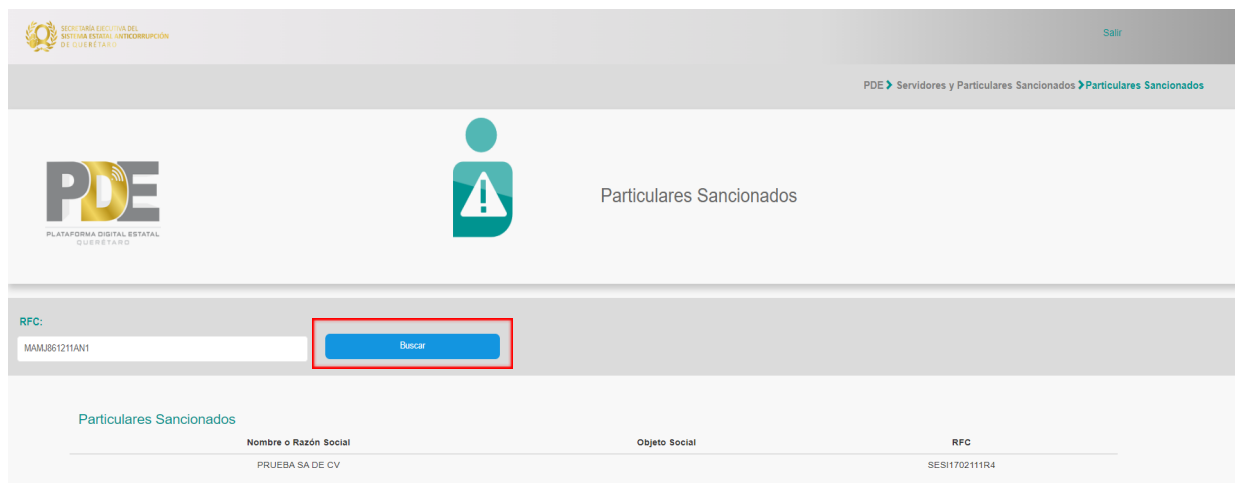 SECRETARÍA EJECUTIVA DEL
SISTEMA ESTATAL ANTICORRUPCIÓN
DE QUERÉTARO
Salir
PDE > Servidores y Particulares Sancionados > Particulares Sancionados
PDE
PLATAFORMA DIGITAL ESTATAL
QUERÉTARO
Particulares Sancionados
RFC:
MAMJ861211AN1
Buscar
Particulares Sancionados
Nombre o Razón Social Objeto Social RFC
PRUEBA SA DE CV SESI1702111R4